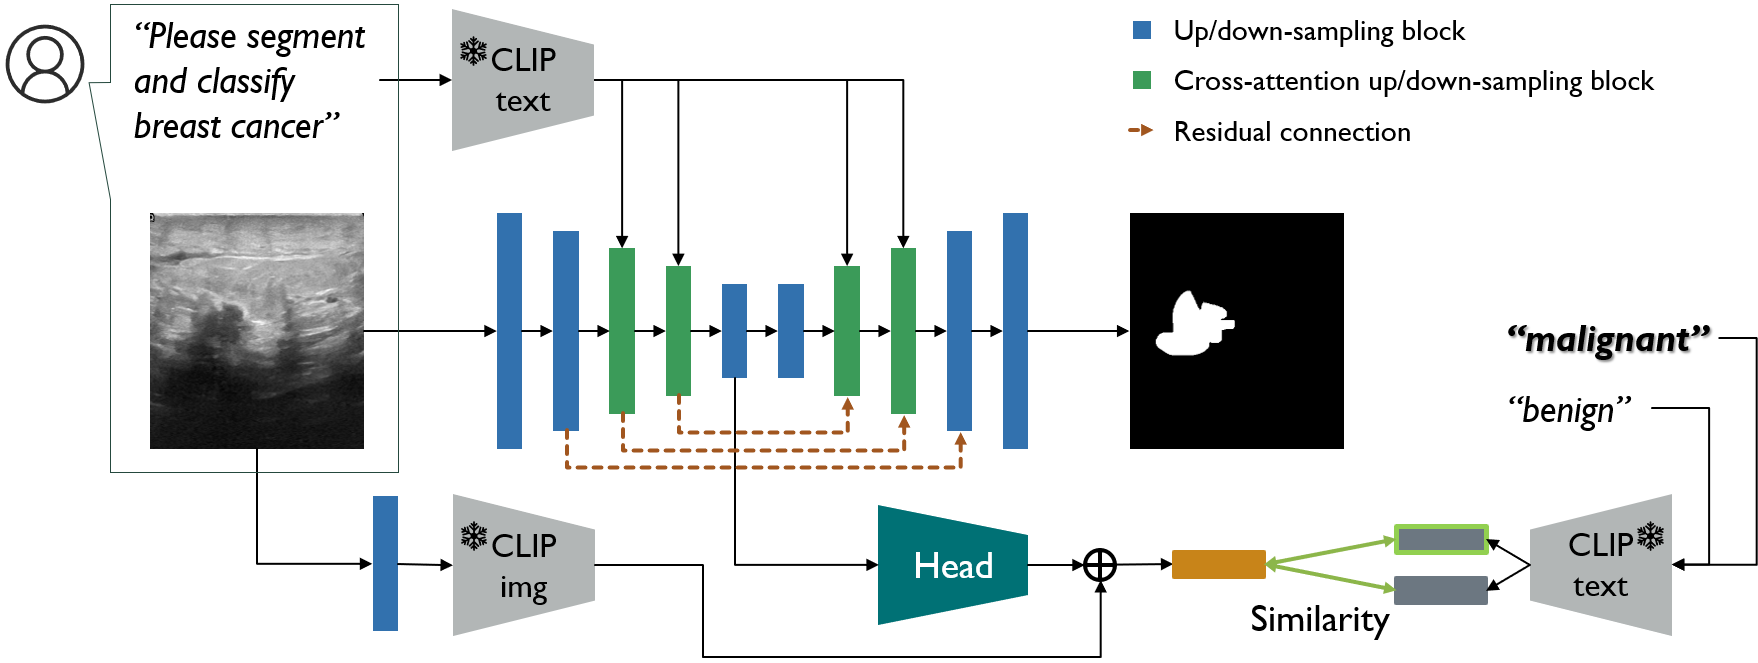 “Please segment
and classify
breast cancer”
CLIP
text
Up/down-sampling block
Cross-attention up/down-sampling block
Residual connection
“malignant”
“benign”
CLIP
img
Head
Similarity
CLIP
text